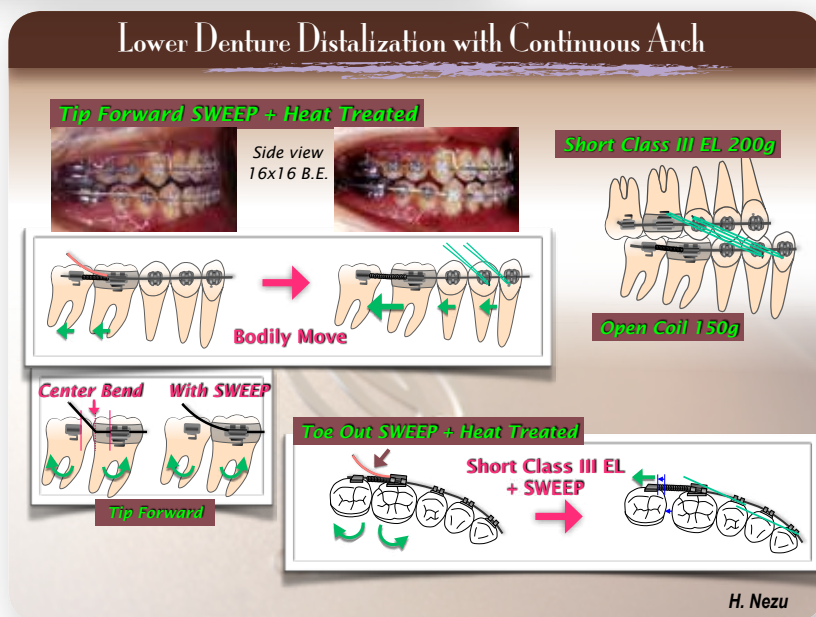 Lower Denture Distalization with Continuous Arch
Tip Forward SWEEP + Heat Treated
Side view
16x16 B.E.
Short Class III EL 200g
Bodily Move
Open Coil 150g
Center Bend
With SWEEP
Tip Forward
Toe Out SWEEP + Heat Treated
Short Class III EL
+ SWEEP
H. Nezu